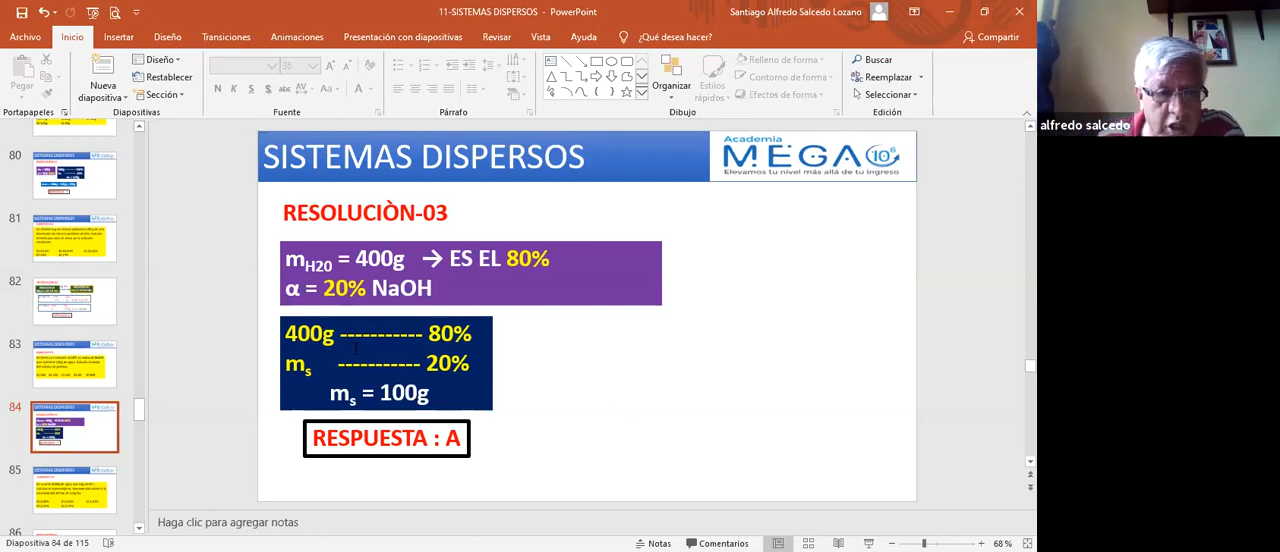 11-SISTEMAS DISPERSOS - PowerPoint
Santiago Alfredo Salcedo Lozano
Archivo Inicio Insertar Diseño Transiciones Animaciones Presentación con diapositivas Revisar Vista Ayuda ¿Qué desea hacer? Compartir
Pegar
Nueva
diapositiva
Diseño
Restablecer
Sección
36
N K S
Organizar
Estilos
rápidos
Relleno de forma
Contorno de forma
Efectos de forma
Buscar
Reemplazar
Seleccionar
Portapapeles Diapositivas Fuente Párrafo Dibujo Edición
alfredo salcedo
80
81
82
83
84
85
86
SISTEMAS DISPERSOS
Academia
MEGA 10⁶
Elevamos tu nivel más allá de tu ingreso
RESOLUCIÒN-03
mH20 = 400g → ES EL 80%
α = 20% NaOH
400g ----------- 80%
ms ----------- 20%
ms = 100g
RESPUESTA : A
Haga clic para agregar notas
Diapositiva 84 de 115 Notas Comentarios 68 %